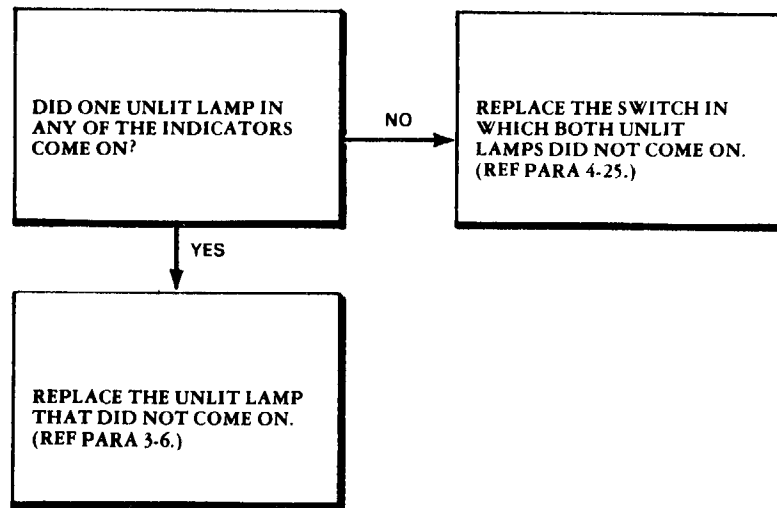 DID ONE UNLIT LAMP IN
ANY OF THE INDICATORS
COME ON?
NO
REPLACE THE SWITCH IN
WHICH BOTH UNLIT
LAMPS DID NOT COME ON.
(REF PARA 4-25.)
YES
REPLACE THE UNLIT LAMP
THAT DID NOT COME ON.
(REF PARA 3-6.)